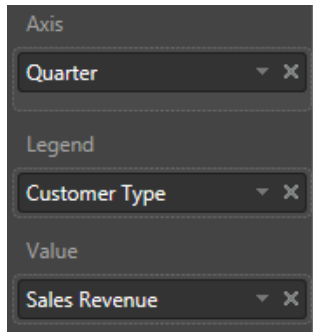 Axis
Quarter
Legend
Customer Type
Value
Sales Revenue